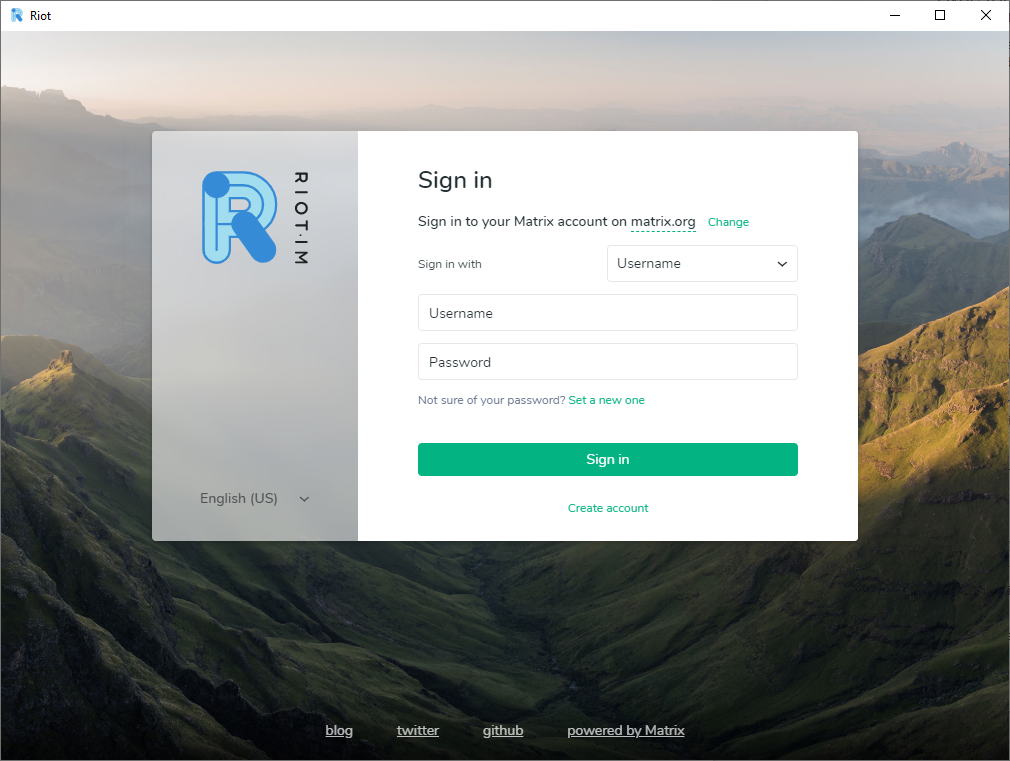 Riot
RIOT·IM
Sign in
Sign in to your Matrix account on matrix.org Change
Sign in with Username
Username
Password
Not sure of your password? Set a new one
Sign in
English (US)
Create account
blog twitter github powered by Matrix